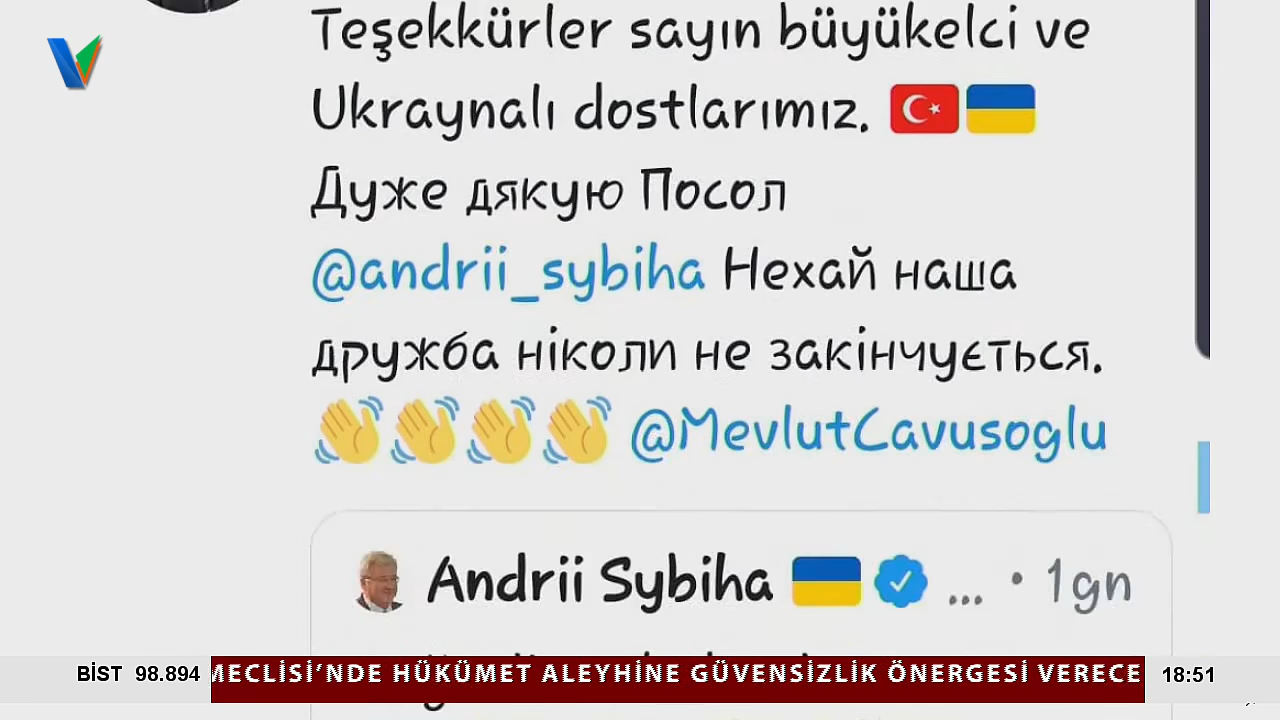 Teşekkürler sayın büyükelci ve
Ukraynalı dostlarımız.
Дуже дякую Посол
@andrii_sybiha Нехай наша
дружба ніколи не закінчується.
@MevlutCavusoglu
Andrii Sybiha ... • 1gn
BİST 98.894 MECLİSİ’NDE HÜKÜMET ALEYHİNE GÜVENSİZLİK ÖNERGESİ VERECE 18:51